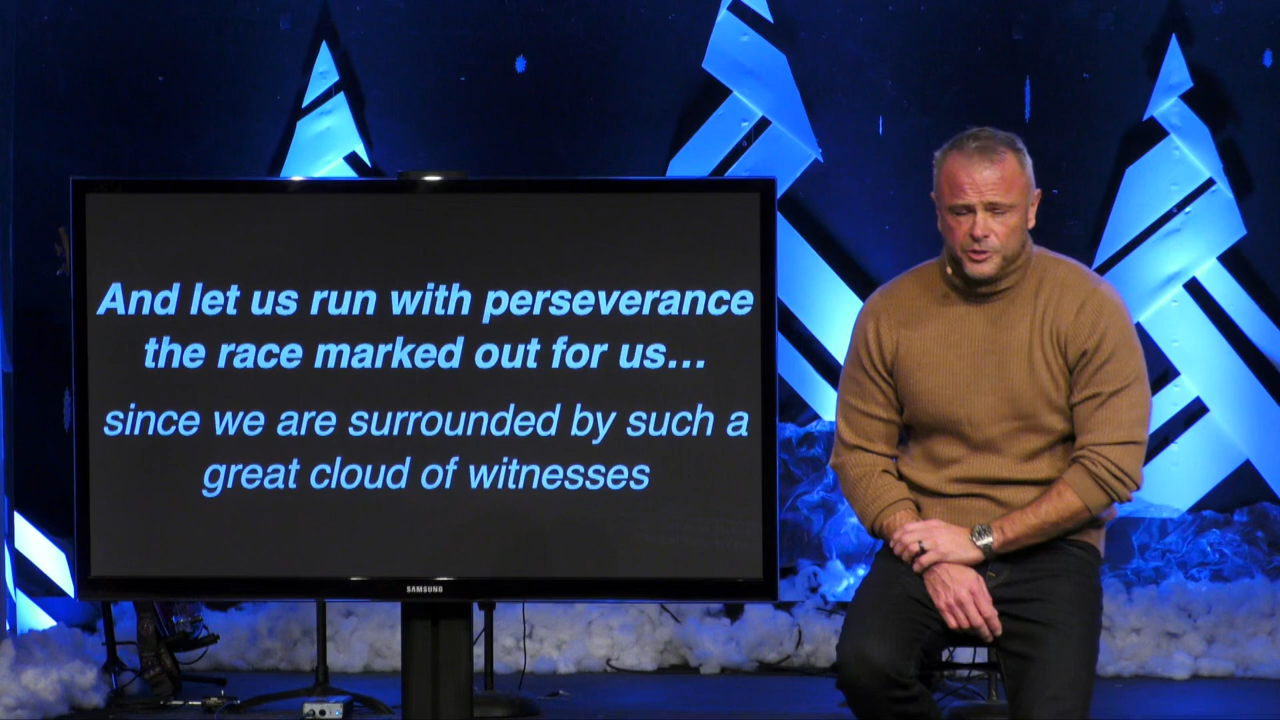 And let us run with perseverance
the race marked out for us...
since we are surrounded by such a
great cloud of witnesses
SAMSUNG